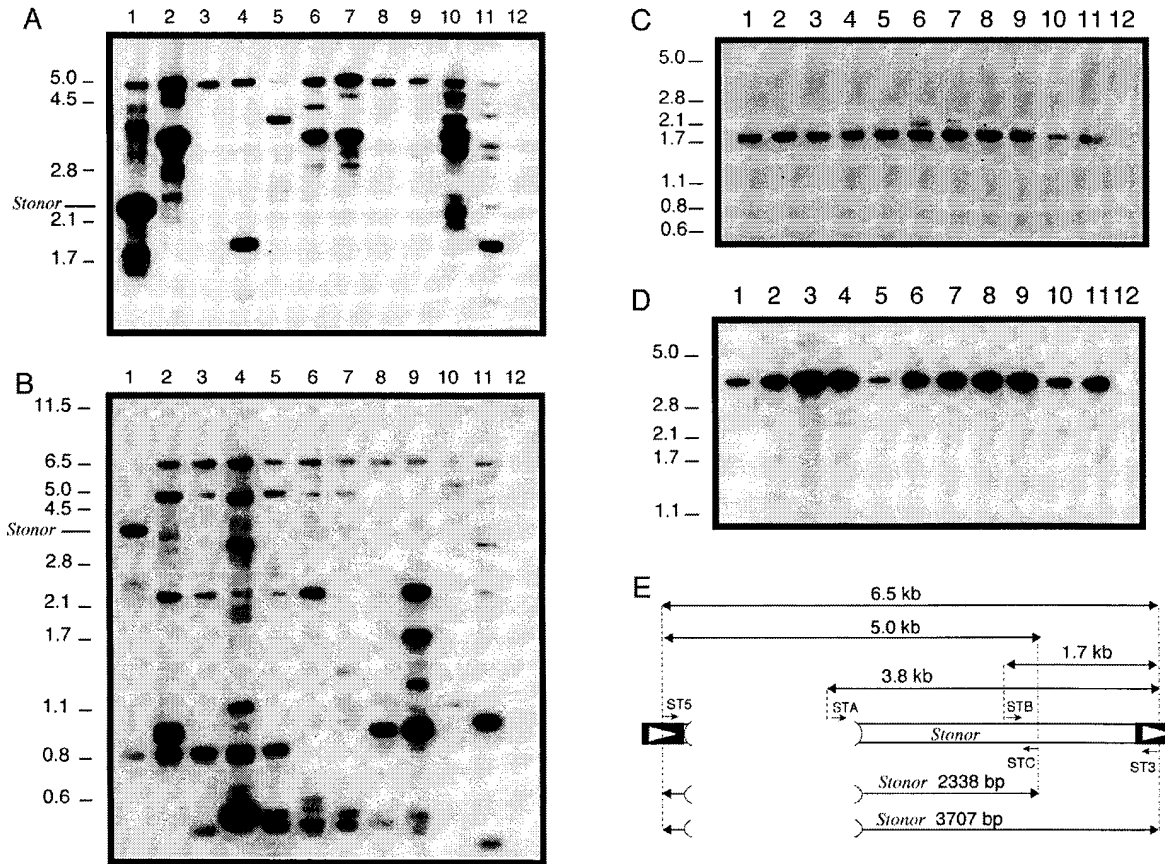 A
1 2 3 4 5 6 7 8 9 10 11 12
5.0
4.5
2.8
Stonor
2.1
1.7
B
1 2 3 4 5 6 7 8 9 10 11 12
11.5
6.5
5.0
4.5
Stonor
2.8
2.1
1.7
1.1
0.8
0.6
C
1 2 3 4 5 6 7 8 9 10 11 12
5.0
2.8
2.1
1.7
1.1
0.8
0.6
D
1 2 3 4 5 6 7 8 9 10 11 12
5.0
2.8
2.1
1.7
1.1
E
6.5 kb
5.0 kb
1.7 kb
3.8 kb
ST5 STA STB
Stonor
STC ST3
Stonor 2338 bp
Stonor 3707 bp